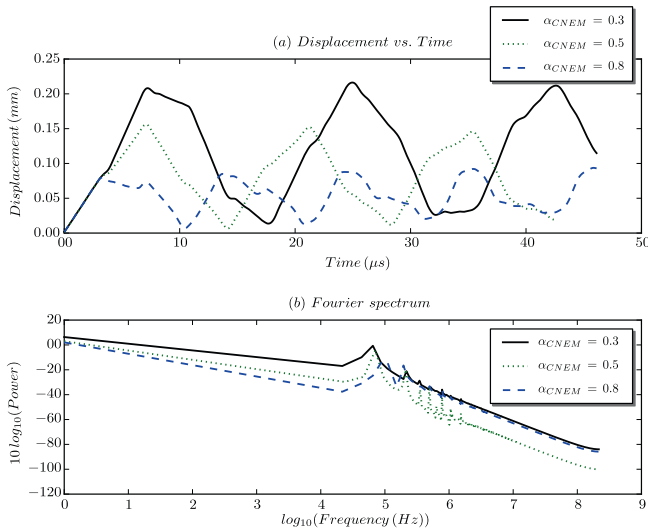 α_CNEM = 0.3
α_CNEM = 0.5
α_CNEM = 0.8
(a) Displacement vs. Time
Displacement (mm)
0.25
0.20
0.15
0.10
0.05
0.00
00 10 20 30 40 50
Time (μs)
(b) Fourier spectrum
10 log₁₀(Power)
20
00
−20
−40
−60
−80
−100
−120
α_CNEM = 0.3
α_CNEM = 0.5
α_CNEM = 0.8
0 1 2 3 4 5 6 7 8 9
log₁₀(Frequency (Hz))